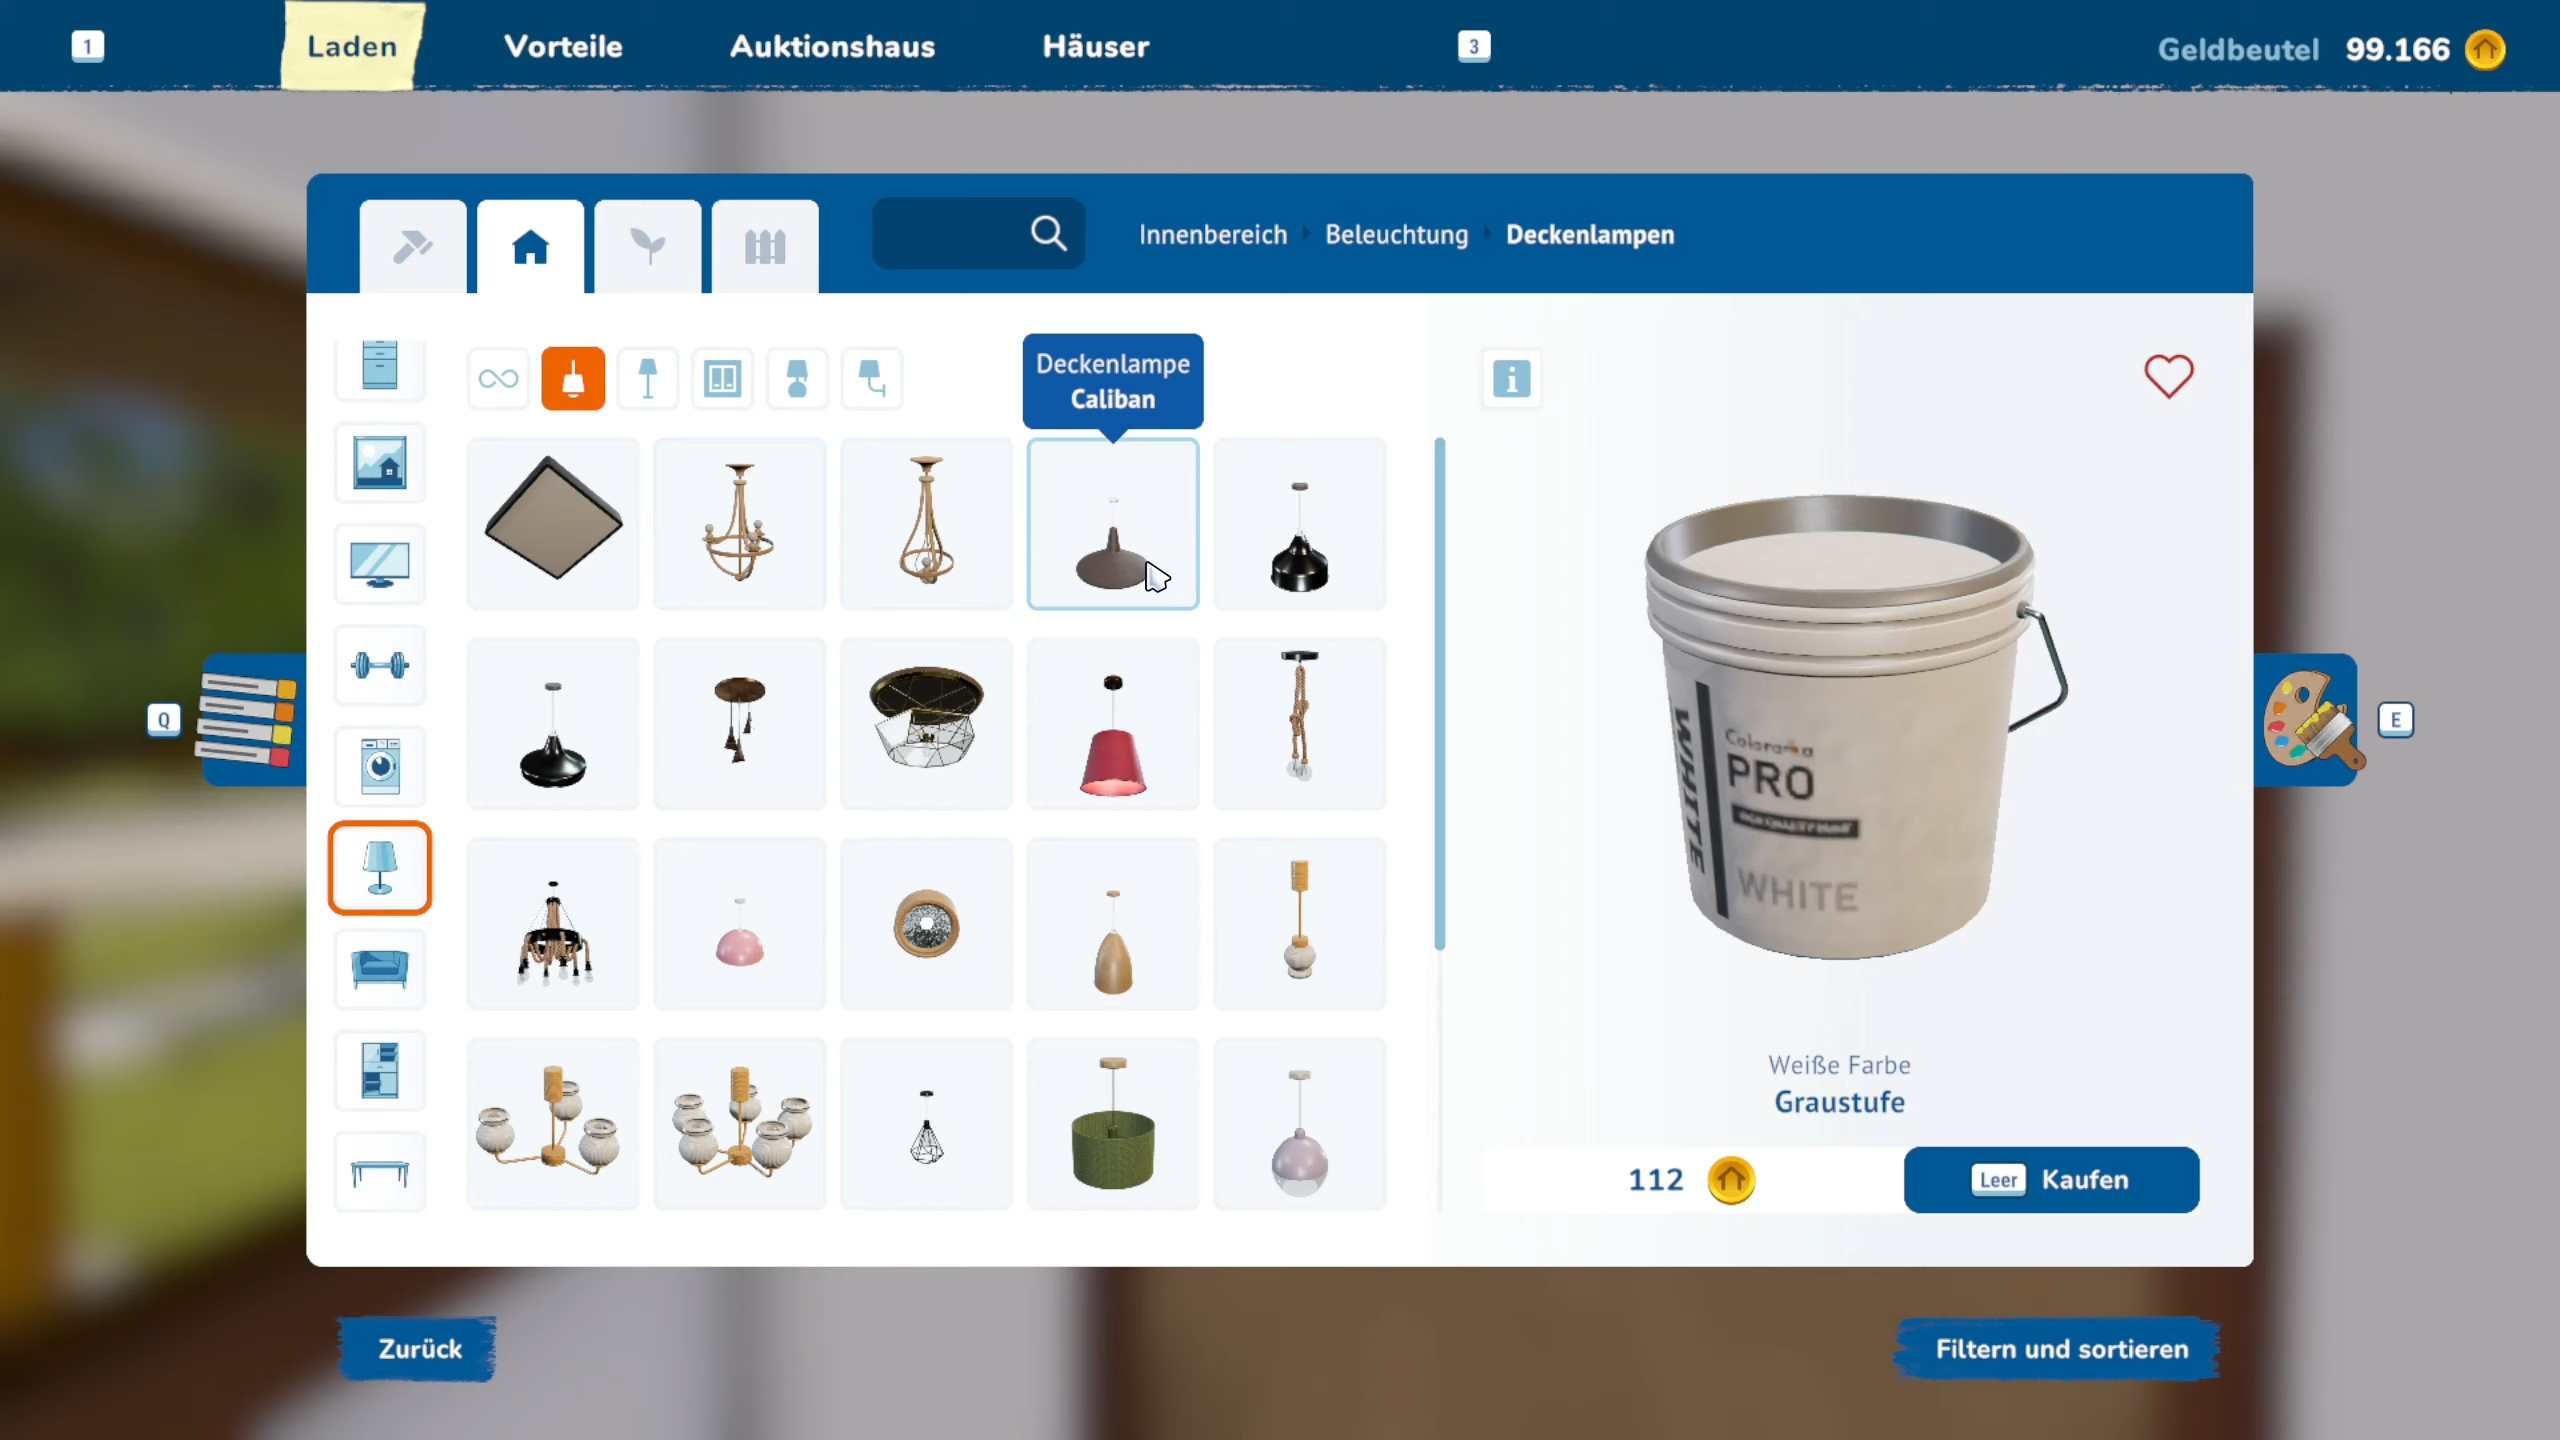 1
Laden
Vorteile
Auktionshaus
Häuser
3
Geldbeutel 99.166
Innenbereich Beleuchtung Deckenlampen
Deckenlampe
Caliban
i
Q
E
Colorama
PRO
WHITE
WHITE
Weiße Farbe
Graustufe
112
Leer Kaufen
Zurück
Filtern und sortieren